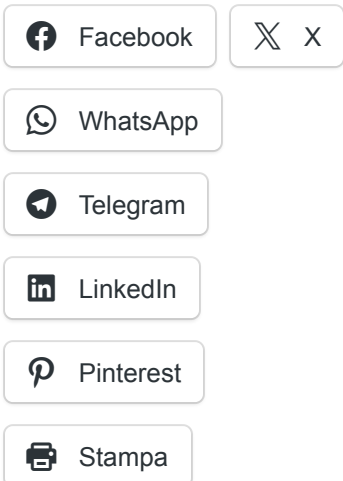 Facebook X
WhatsApp
Telegram
LinkedIn
Pinterest
Stampa